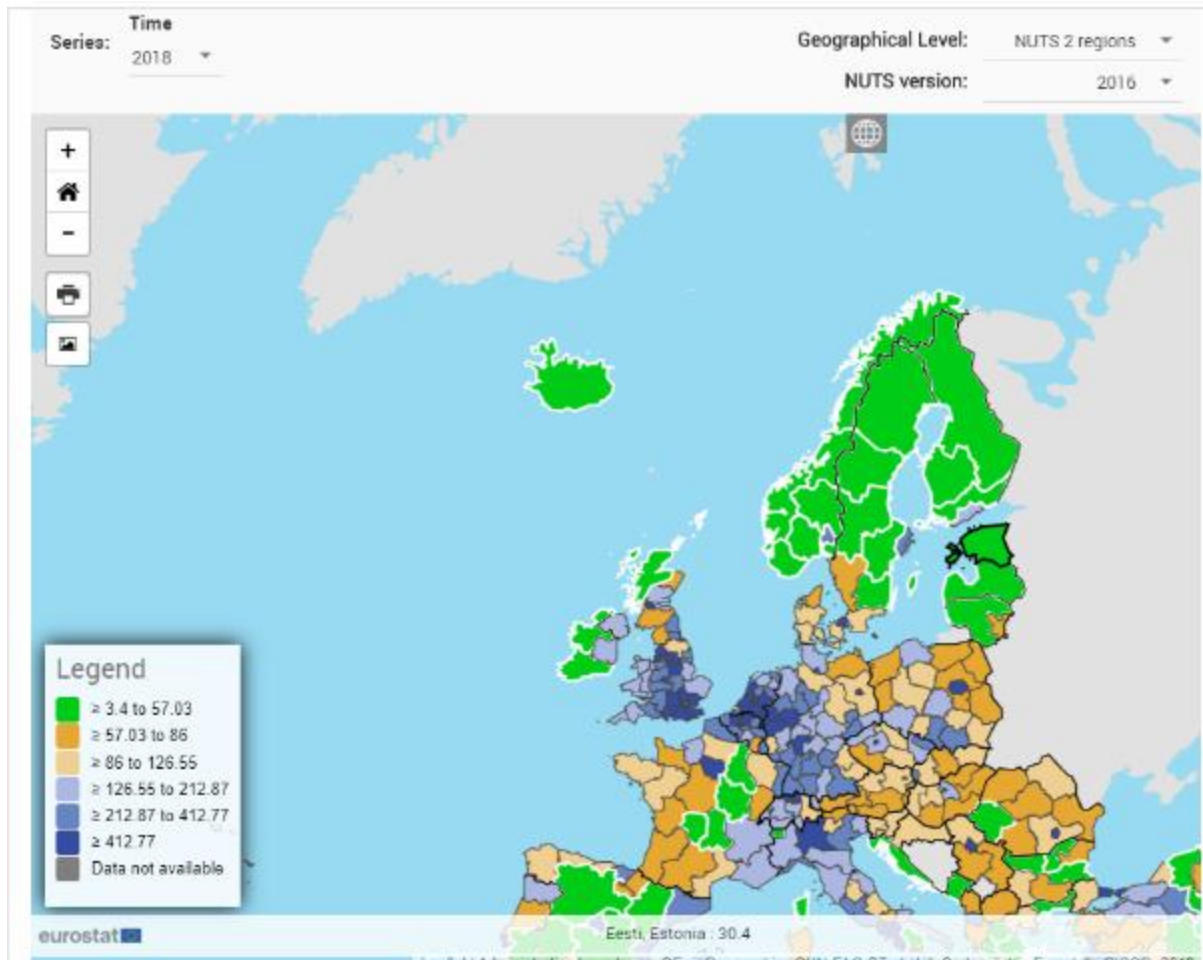 Time
Series:
2018
Geographical Level:
NUTS 2 regions
NUTS version:
2016
+
-
Legend
≥ 3.4 to 57.03
≥ 57.03 to 86
≥ 86 to 126.55
≥ 126.55 to 212.87
≥ 212.87 to 412.77
≥ 412.77
Data not available
eurostat
Eesti, Estonia : 30.4